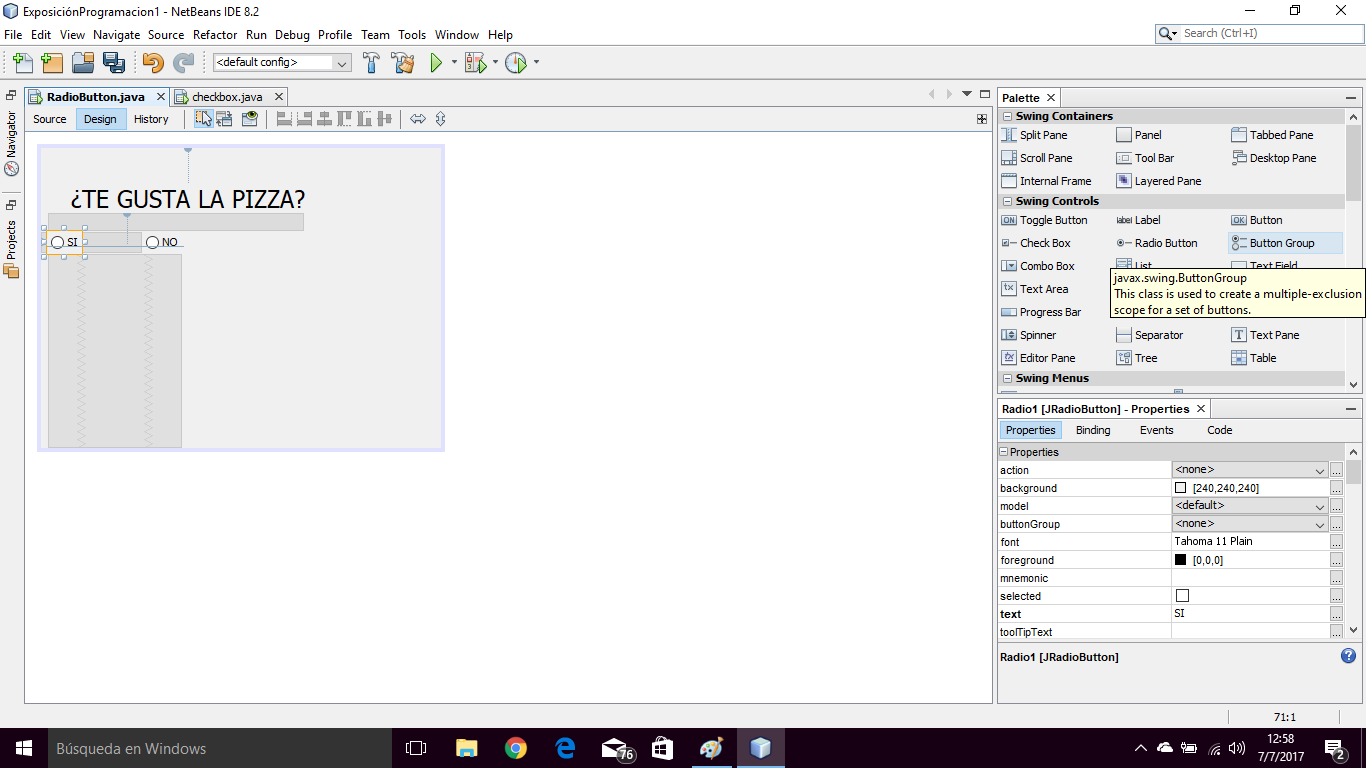 ExposiciónProgramacion1 - NetBeans IDE 8.2
File Edit View Navigate Source Refactor Run Debug Profile Team Tools Window Help
Search (Ctrl+I)
<default config>
RadioButton.java checkbox.java
Source Design History
Navigator
Projects
¿TE GUSTA LA PIZZA?
SI NO
Palette
Swing Containers
Split Pane Panel Tabbed Pane
Scroll Pane Tool Bar Desktop Pane
Internal Frame Layered Pane
Swing Controls
Toggle Button label Label OK Button
Check Box Radio Button Button Group
Combo Box List Text Field
Text Area
Progress Bar
javax.swing.ButtonGroup
This class is used to create a multiple-exclusion
scope for a set of buttons.
Spinner Separator Text Pane
Editor Pane Tree Table
Swing Menus
Radio1 [JRadioButton] - Properties
Properties Binding Events Code
Properties
action <none>
background [240,240,240]
model <default>
buttonGroup <none>
font Tahoma 11 Plain
foreground [0,0,0]
mnemonic
selected
text SI
toolTipText
Radio1 [JRadioButton]
71:1
Búsqueda en Windows
76
12:58
7/7/2017
2